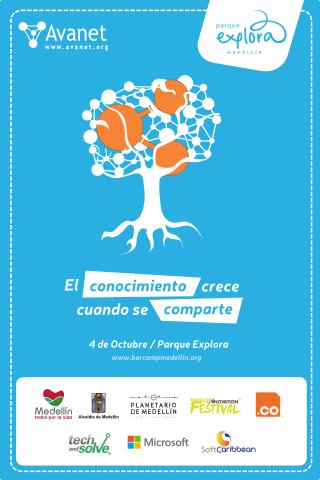 Avanet
www.avanet.org
parque
explora
MEDELLÍN
El conocimiento crece
cuando se comparte
4 de Octubre / Parque Explora
www.barcampmedellin.org
Medellín
todos por la vida
Alcaldía de Medellín
PLANETARIO
DE MEDELLÍN
FESTIVAL
.co
tech
and solve
Microsoft
SoftCaribbean